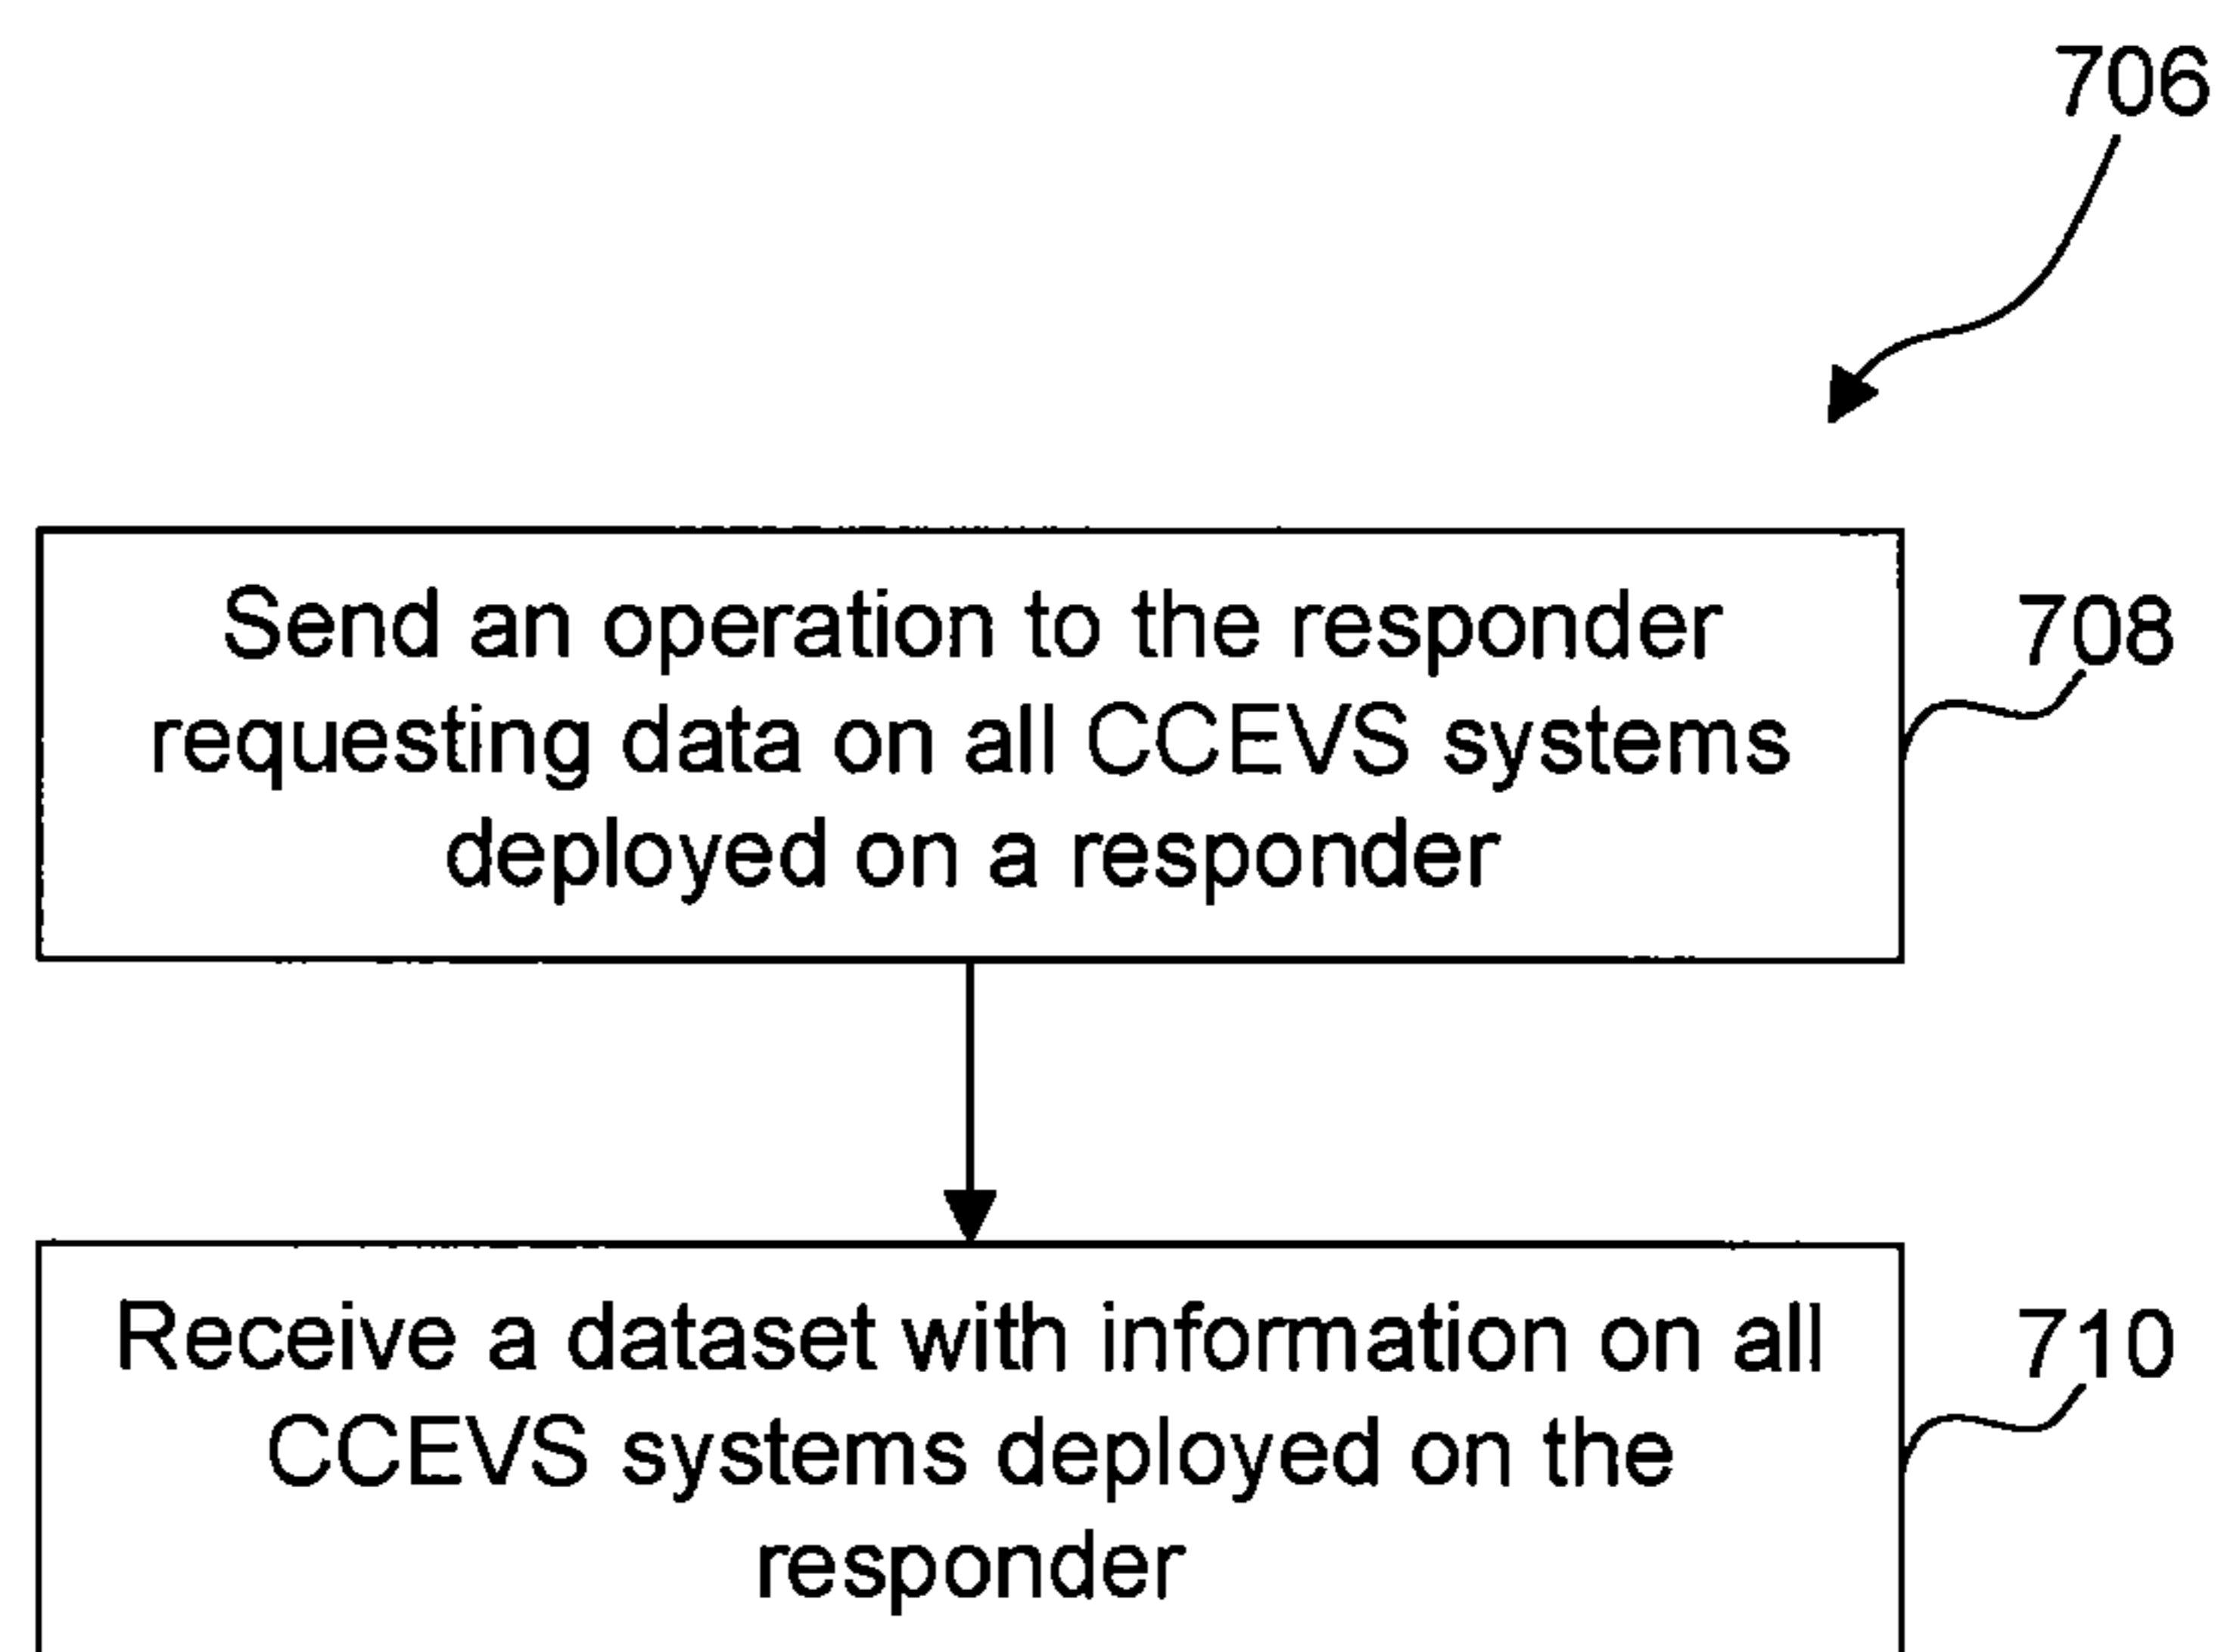 706
Send an operation to the responder
requesting data on all CCEVS systems
deployed on a responder
708
Receive a dataset with information on all
CCEVS systems deployed on the
responder
710